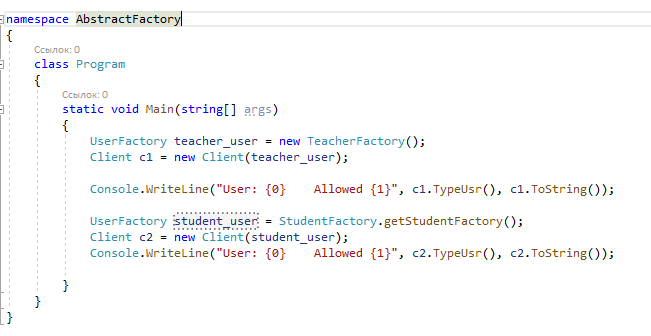 namespace AbstractFactory
{
Ссылок: 0
class Program
{
Ссылок: 0
static void Main(string[] args)
{
UserFactory teacher_user = new TeacherFactory();
Client c1 = new Client(teacher_user);
Console.WriteLine("User: {0}    Allowed {1}", c1.TypeUsr(), c1.ToString());
UserFactory student_user = StudentFactory.getStudentFactory();
Client c2 = new Client(student_user);
Console.WriteLine("User: {0}    Allowed {1}", c2.TypeUsr(), c2.ToString());
}
}
}